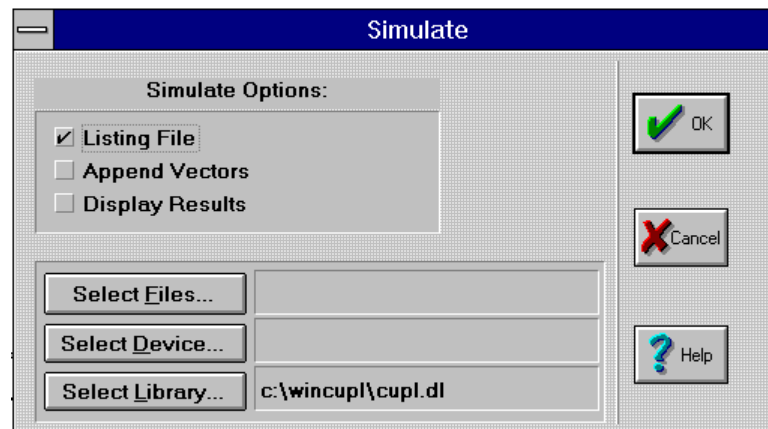 Simulate
Simulate Options:
Listing File
Append Vectors
Display Results
OK
Cancel
Help
Select Files...
Select Device...
Select Library...
c:\wincupl\cupl.dl